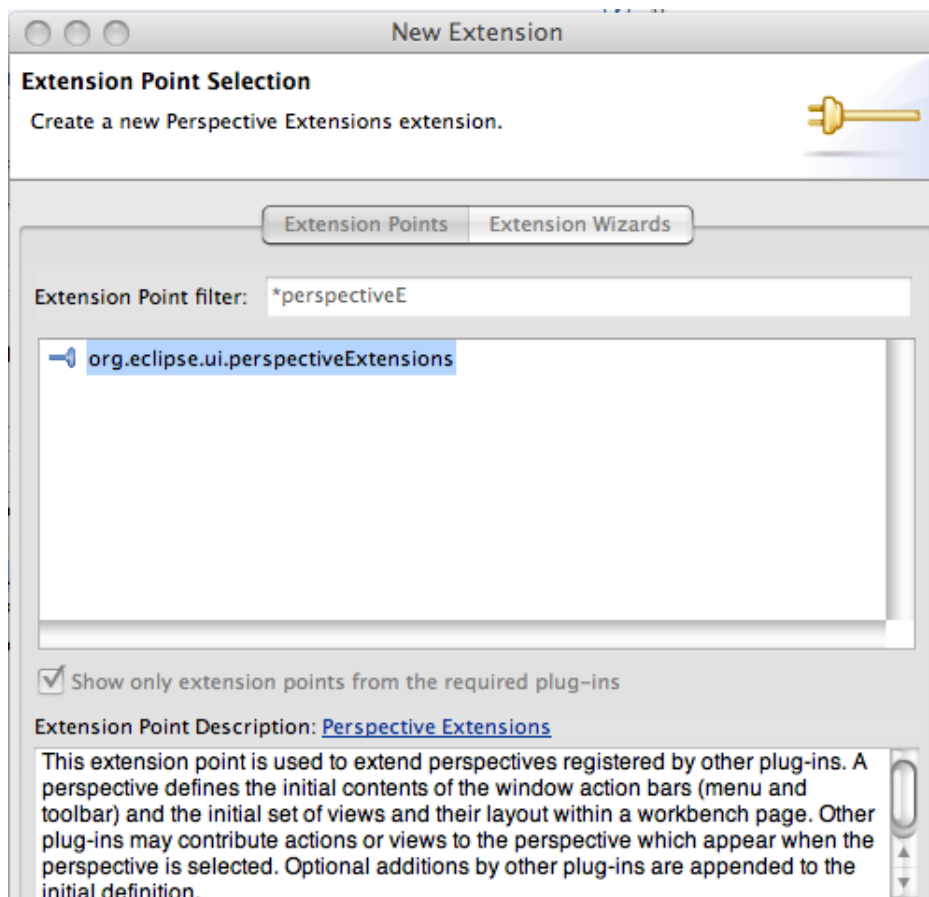 New Extension
Extension Point Selection
Create a new Perspective Extensions extension.
Extension Points Extension Wizards
Extension Point filter: *perspectiveE
org.eclipse.ui.perspectiveExtensions
Show only extension points from the required plug-ins
Extension Point Description: Perspective Extensions
This extension point is used to extend perspectives registered by other plug-ins. A
perspective defines the initial contents of the window action bars (menu and
toolbar) and the initial set of views and their layout within a workbench page. Other
plug-ins may contribute actions or views to the perspective which appear when the
perspective is selected. Optional additions by other plug-ins are appended to the
initial definition.